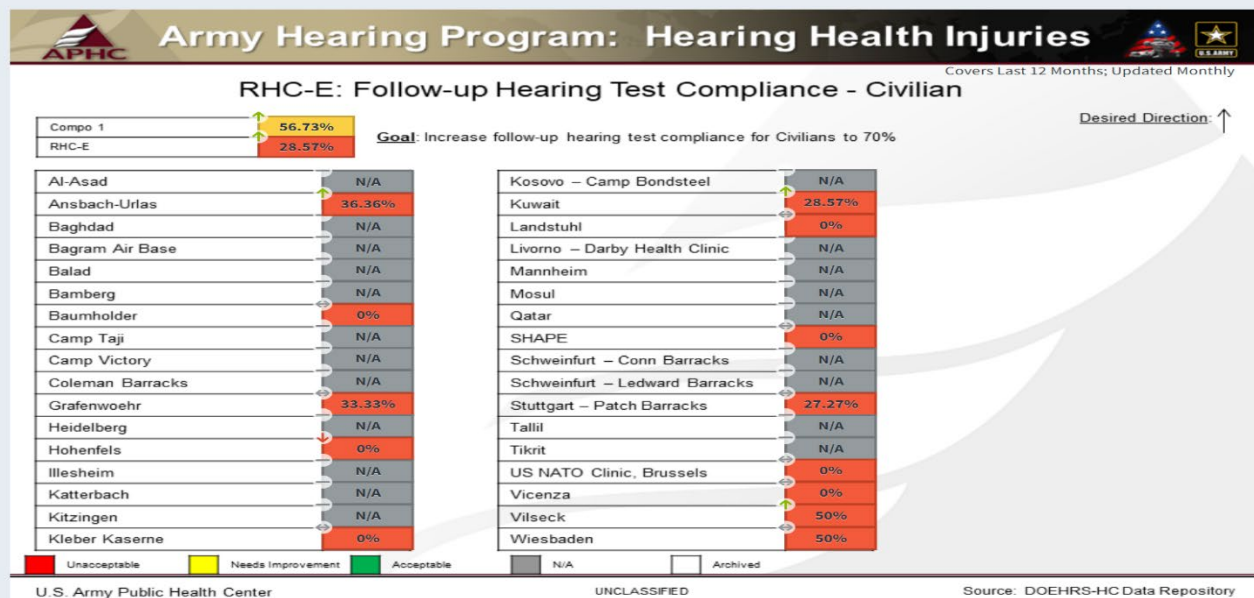 Army Hearing Program: Hearing Health Injuries
APHC
U.S.ARMY
Covers Last 12 Months; Updated Monthly
RHC-E: Follow-up Hearing Test Compliance - Civilian
Compo 1 56.73%
RHC-E 28.57%
Goal: Increase follow-up hearing test compliance for Civilians to 70%
Desired Direction:
Al-Asad N/A
Ansbach-Urlas 36.36%
Baghdad N/A
Bagram Air Base N/A
Balad N/A
Bamberg N/A
Baumholder 0%
Camp Taji N/A
Camp Victory N/A
Coleman Barracks N/A
Grafenwoehr 33.33%
Heidelberg N/A
Hohenfels 0%
Illesheim N/A
Katterbach N/A
Kitzingen N/A
Kleber Kaserne 0%
Kosovo – Camp Bondsteel N/A
Kuwait 28.57%
Landstuhl 0%
Livorno – Darby Health Clinic N/A
Mannheim N/A
Mosul N/A
Qatar N/A
SHAPE 0%
Schweinfurt – Conn Barracks N/A
Schweinfurt – Ledward Barracks N/A
Stuttgart – Patch Barracks 27.27%
Tallil N/A
Tikrit N/A
US NATO Clinic, Brussels 0%
Vicenza 0%
Vilseck 50%
Wiesbaden 50%
Unacceptable Needs Improvement Acceptable N/A Archived
U.S. Army Public Health Center UNCLASSIFIED Source: DOEHRS-HC Data Repository